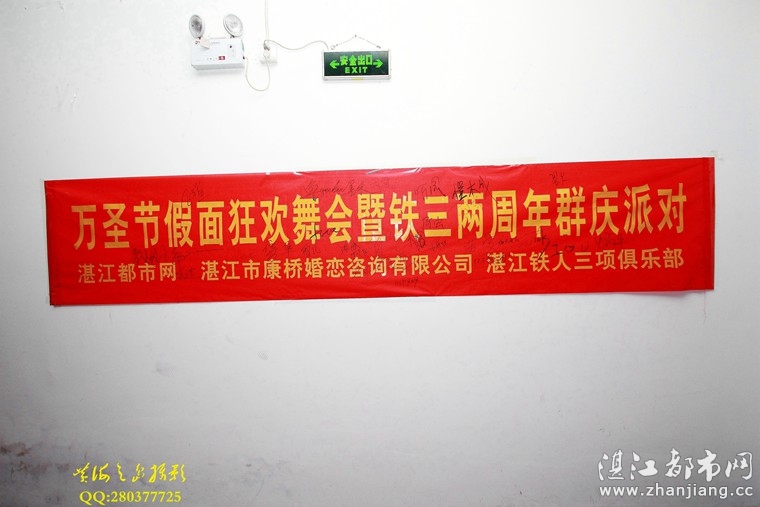 安全出口
EXIT
万圣节假面狂欢舞会暨铁三两周年群庆派对
湛江都市网 湛江市康桥婚恋咨询有限公司 湛江铁人三项俱乐部
QQ:280377725
湛江都市网
www.zhanjiang.cc